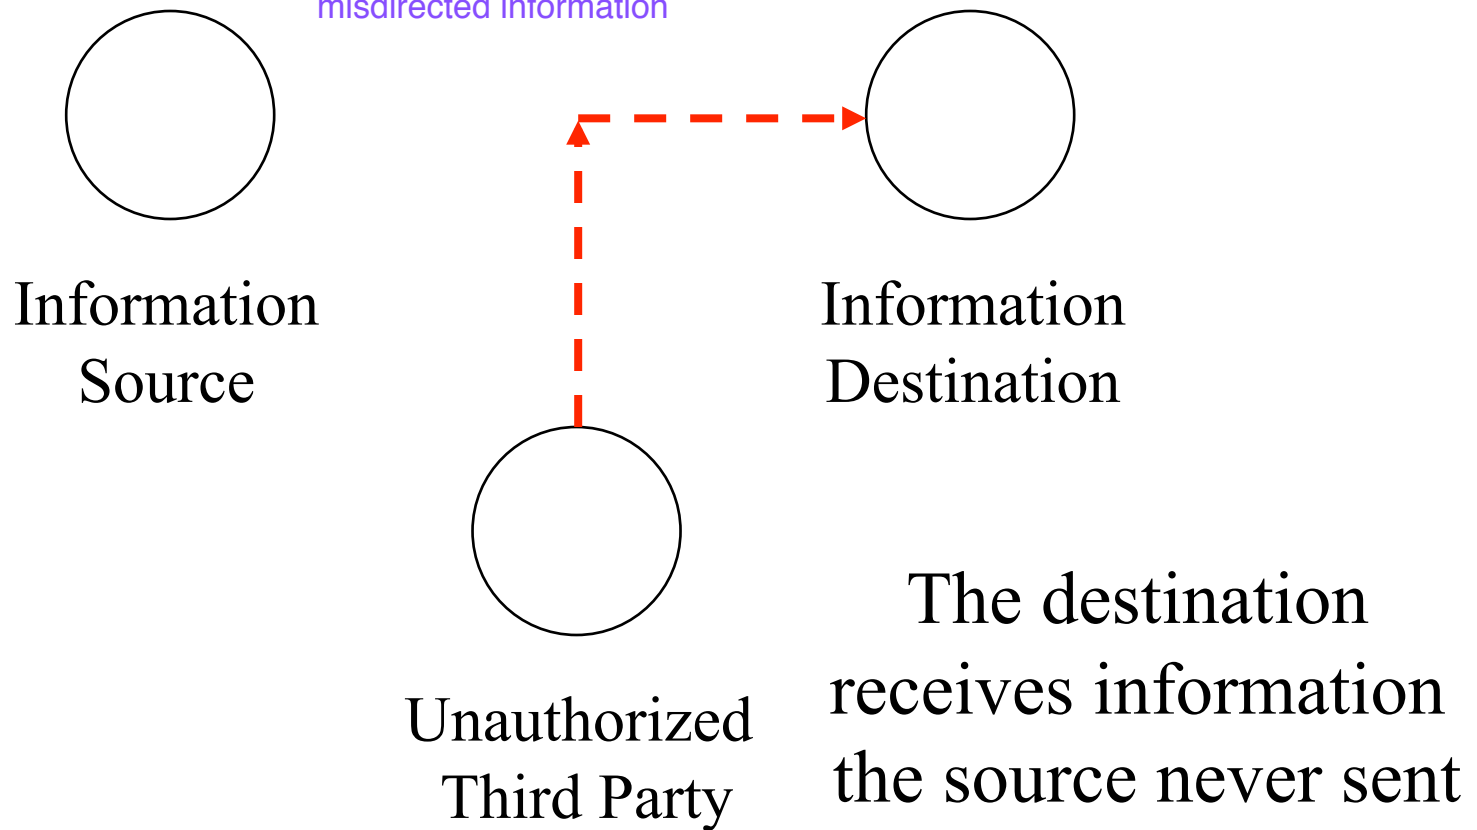 misdirected information
Information
Source
Information
Destination
Unauthorized
Third Party
The destination
receives information
the source never sent